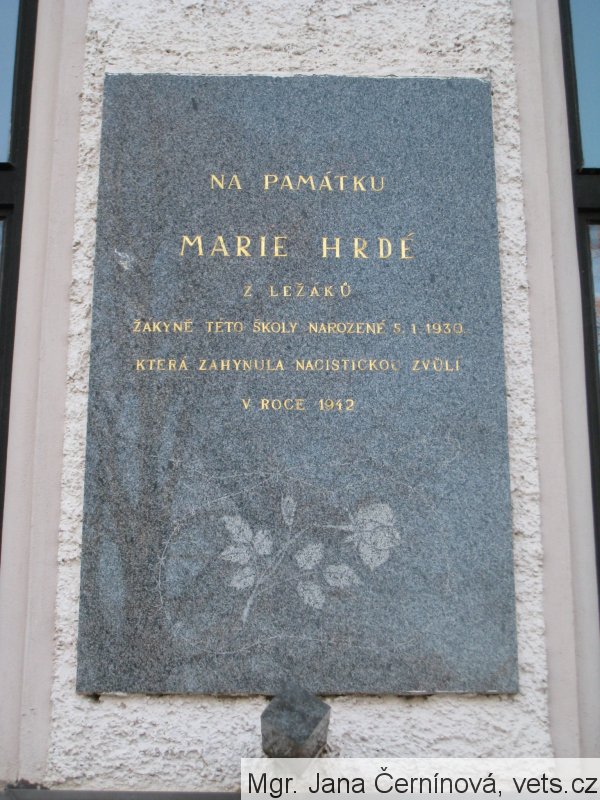 NA PAMÁTKU
MARIE HRDÉ
Z LEŽÁKŮ
ŽAKYNĚ TÉTO ŠKOLY NAROZENÉ 5.1.1930
KTERÁ ZAHYNULA NACISTICKOU ZVŮLÍ
V ROCE 1942
Mgr. Jana Černínová, vets.cz